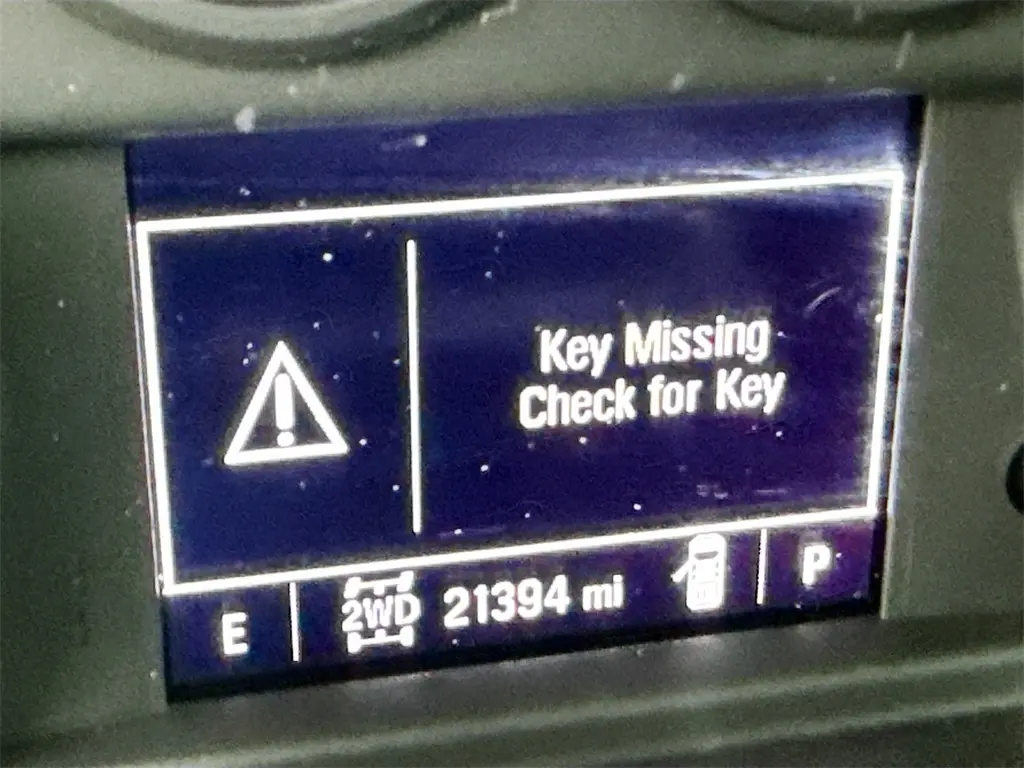 Key Missing
Check for Key
E 2WD 21394 mi P